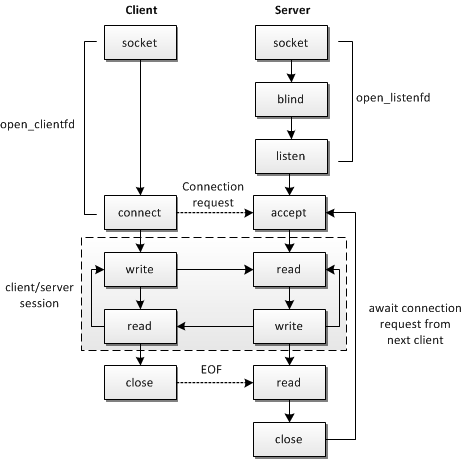 Client
Server
socket
socket
blind
open_clientfd
open_listenfd
listen
Connection
request
connect
accept
write
read
client/server
session
read
write
await connection
request from
next client
EOF
close
read
close